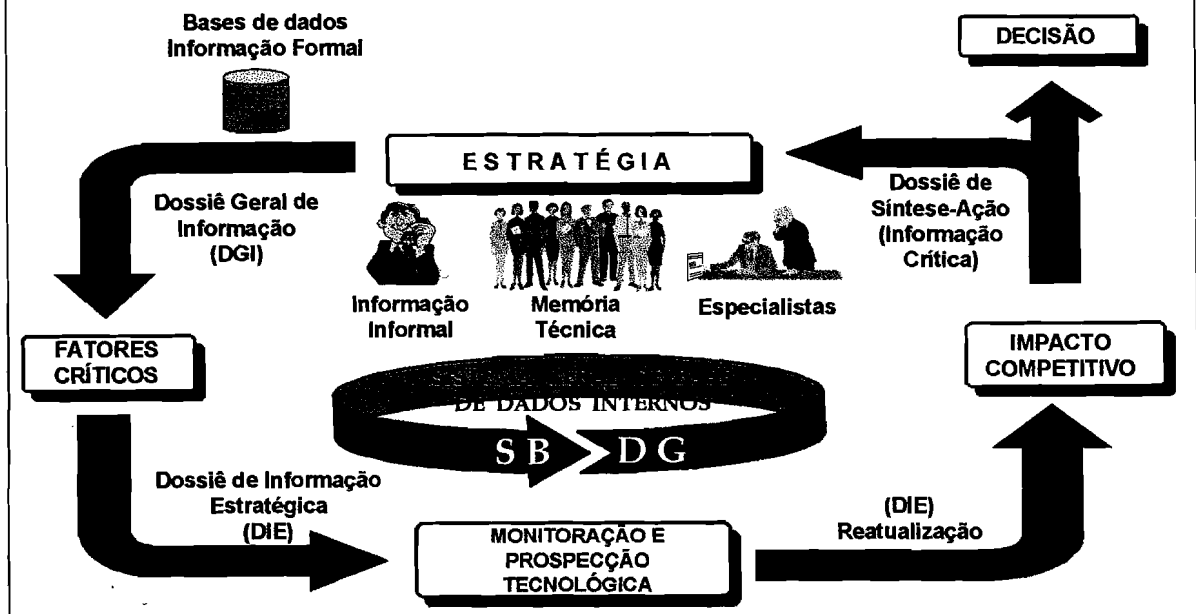 Bases de dados
Informação Formal
DECISÃO
ESTRATÉGIA
Dossiê Geral de
Informação
(DGI)
Dossiê de
Síntese-Ação
(Informação
Crítica)
Informação
Informal
Memória
Técnica
Especialistas
FATORES
CRÍTICOS
IMPACTO
COMPETITIVO
DE DADOS INTERNOS
SB DG
Dossiê de Informação
Estratégica
(DIE)
(DIE)
Reatualização
MONITORAÇÃO E
PROSPECÇÃO
TECNOLÓGICA